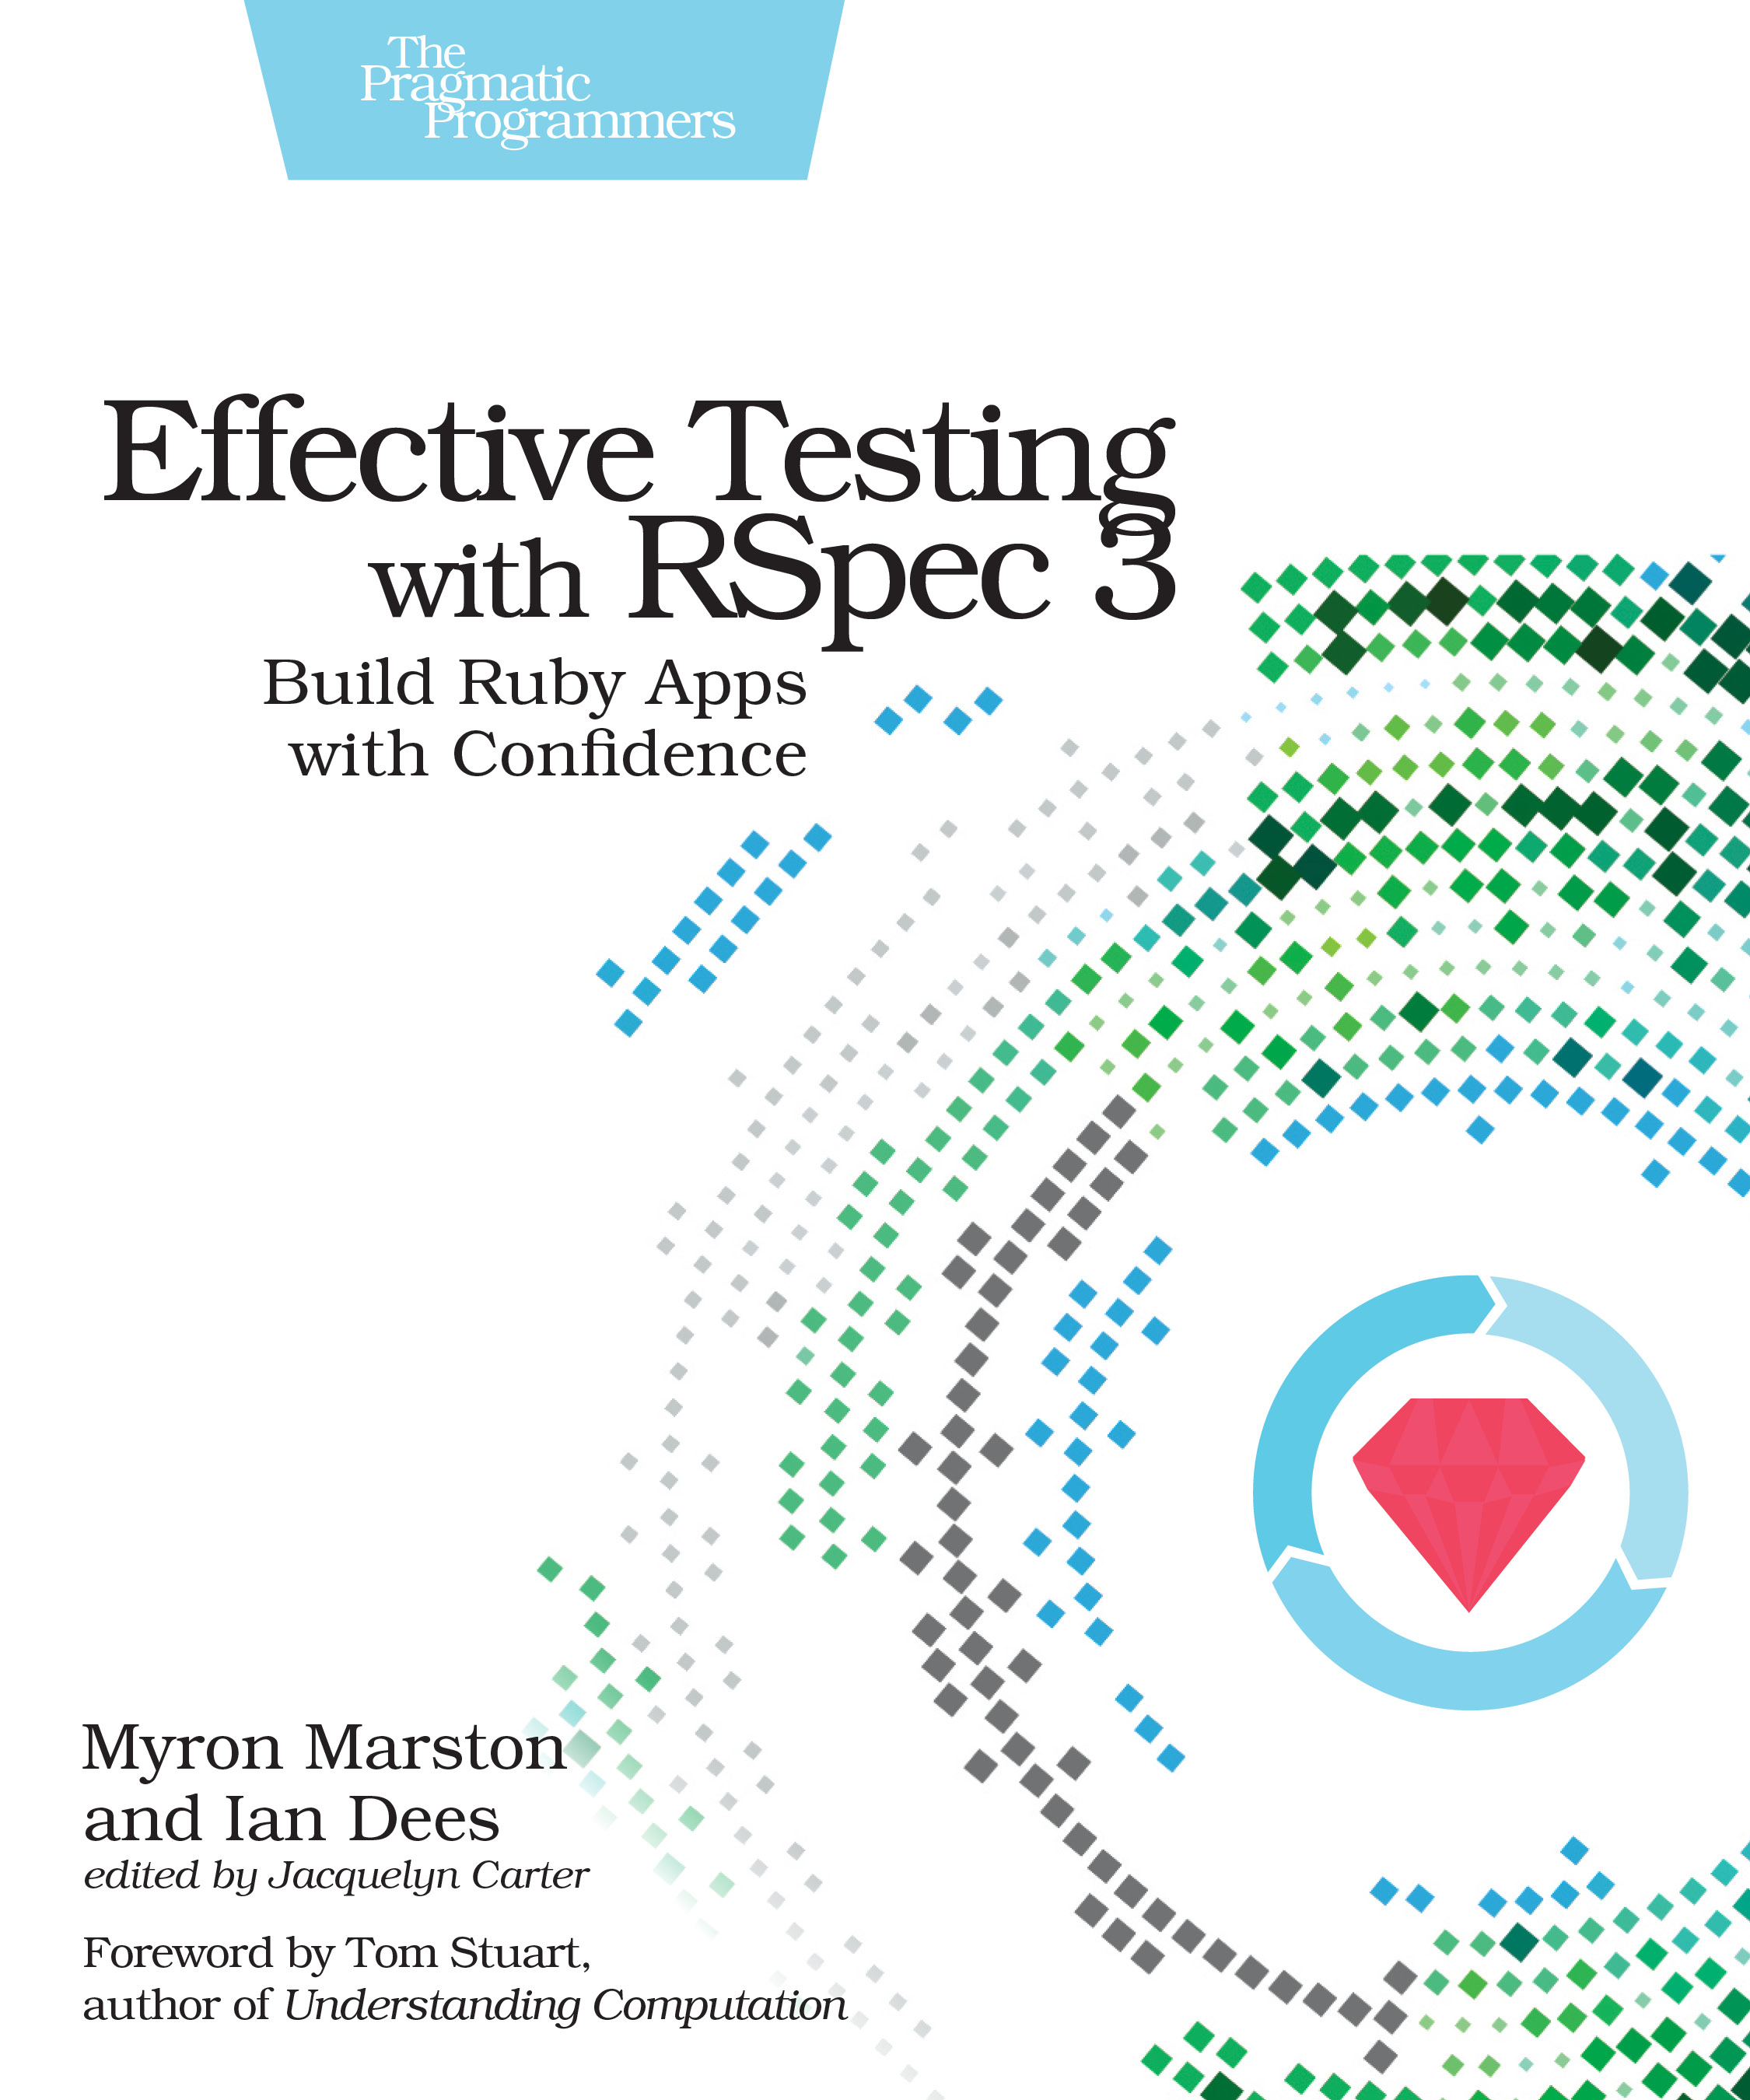 The
Pragmatic
Programmers
Effective Testing
with RSpec 3
Build Ruby Apps
with Confidence
Myron Marston
and Ian Dees
edited by Jacquelyn Carter
Foreword by Tom Stuart,
author of Understanding Computation